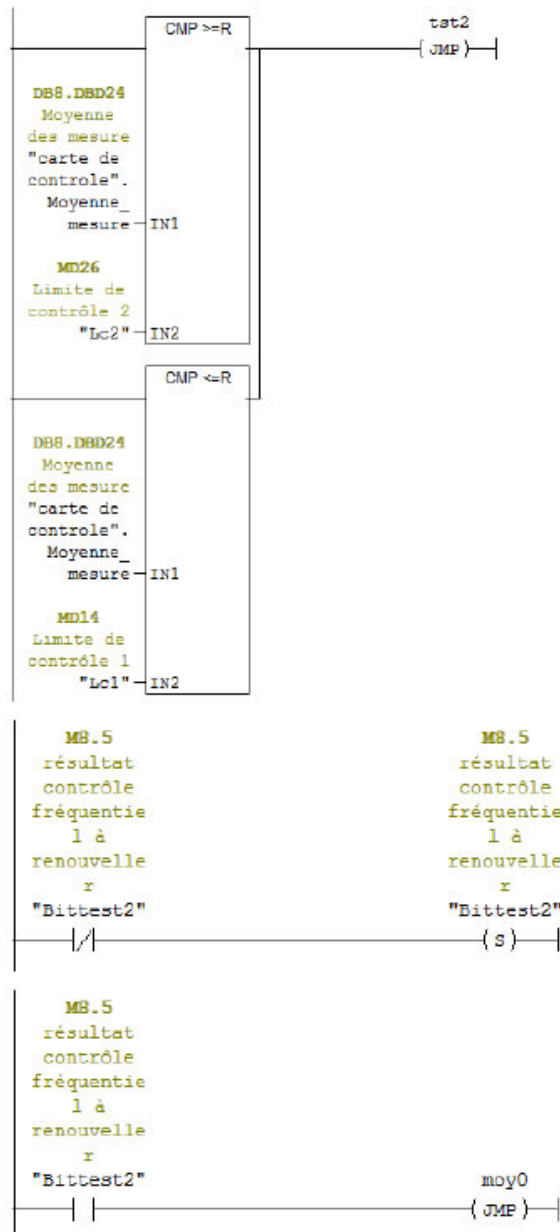 CMP >=R
tst2
JMP
DB8.DBD24
Moyenne
des mesure
"carte de
controle".
Moyenne_
mesure
IN1
MD26
Limite de
contrôle 2
"Lc2"
IN2
CMP <=R
DB8.DBD24
Moyenne
des mesure
"carte de
controle".
Moyenne_
mesure
IN1
MD14
Limite de
contrôle 1
"Lc1"
IN2
M8.5
résultat
contrôle
fréquentie
l à
renouvelle
r
"Bittest2"
M8.5
résultat
contrôle
fréquentie
l à
renouvelle
r
"Bittest2"
S
M8.5
résultat
contrôle
fréquentie
l à
renouvelle
r
"Bittest2"
moy0
JMP